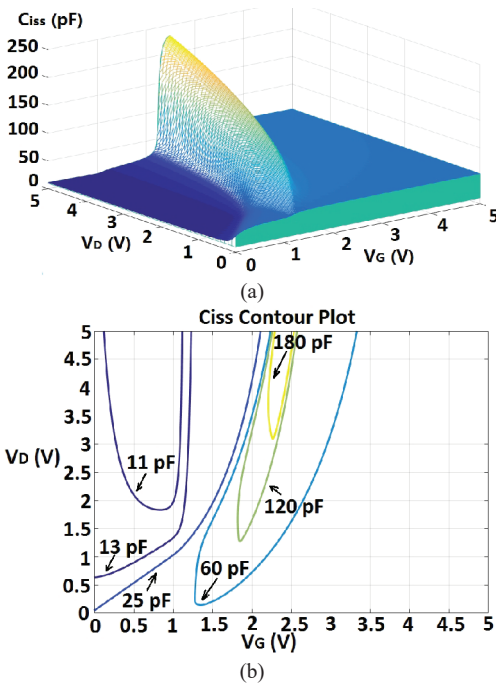 Ciss (pF)
250
200
150
100
50
0
5
4
3
2
1
0
VD (V)
0
1
2
3
4
5
VG (V)
(a)
Ciss Contour Plot
5
4.5
4
3.5
3
2.5
2
1.5
1
0.5
0
VD (V)
180 pF
11 pF
120 pF
13 pF
60 pF
25 pF
0 0.5 1 1.5 2 2.5 3 3.5 4 4.5 5
VG (V)
(b)